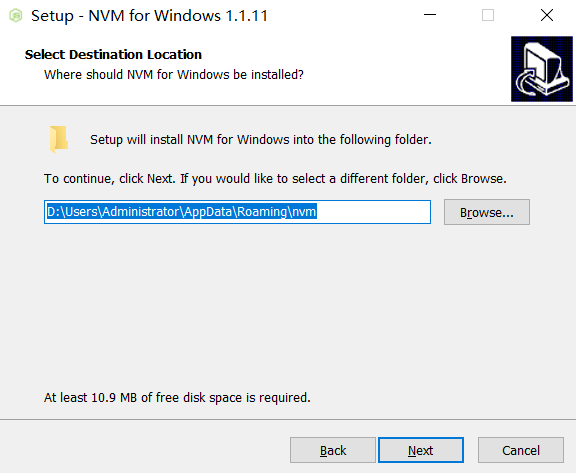 Setup - NVM for Windows 1.1.11
Select Destination Location
Where should NVM for Windows be installed?
Setup will install NVM for Windows into the following folder.
To continue, click Next. If you would like to select a different folder, click Browse.
D:\Users\Administrator\AppData\Roaming\nvm
Browse...
At least 10.9 MB of free disk space is required.
Back
Next
Cancel